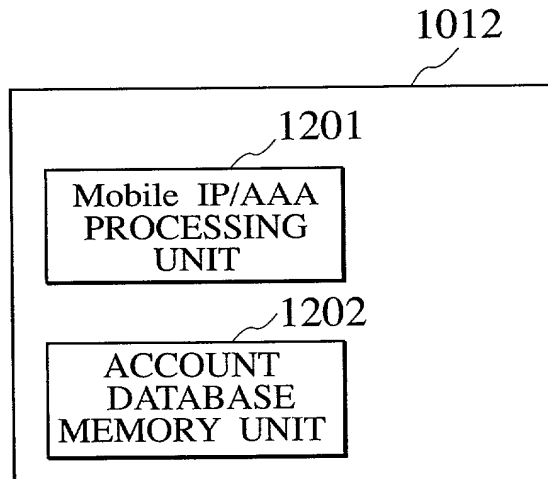 1012
1201
Mobile IP/AAA
PROCESSING
UNIT
1202
ACCOUNT
DATABASE
MEMORY UNIT